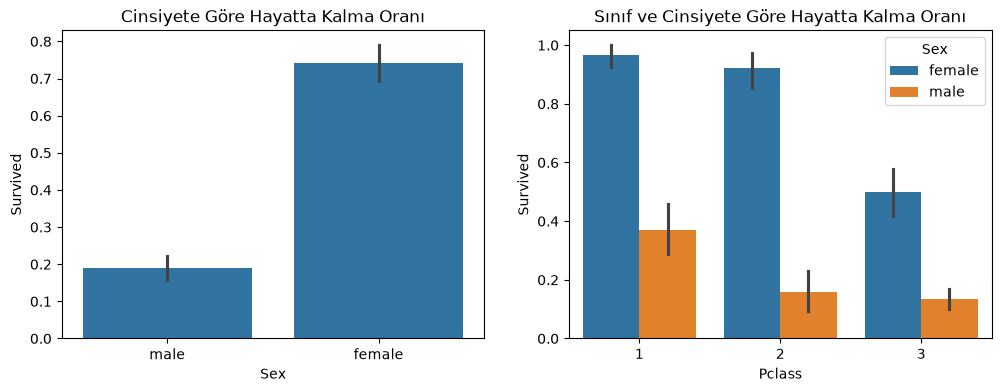 Cinsiyete Göre Hayatta Kalma Oranı
Survived
0.8
0.7
0.6
0.5
0.4
0.3
0.2
0.1
0.0
male
female
Sex
Sınıf ve Cinsiyete Göre Hayatta Kalma Oranı
Survived
1.0
0.8
0.6
0.4
0.2
0.0
Sex
female
male
1
2
3
Pclass